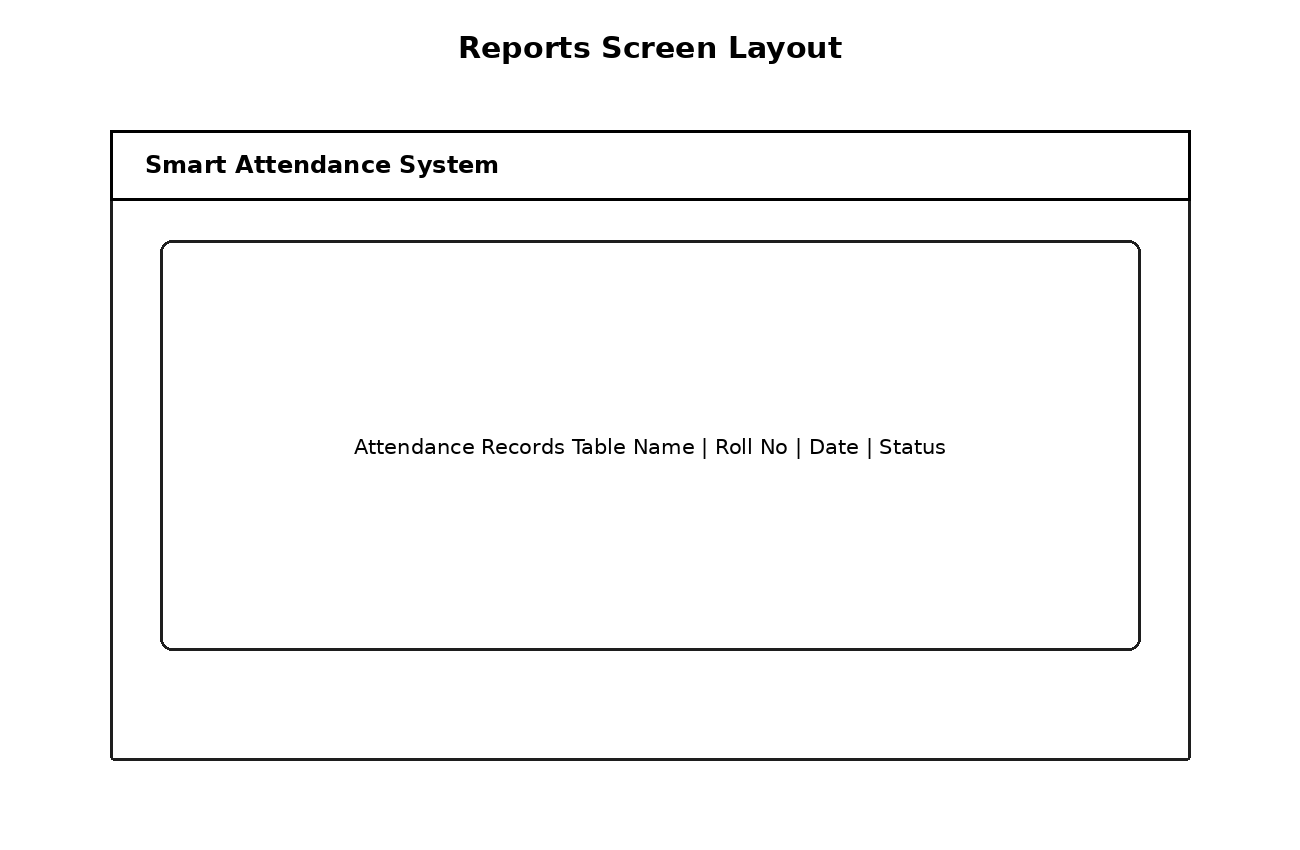 Reports Screen Layout
Smart Attendance System
Attendance Records Table Name | Roll No | Date | Status